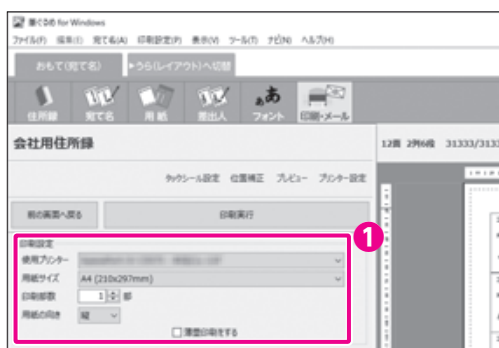 筆ぐるめ for Windows
ファイル(F) 編集(E) 宛て名(A) 印刷設定(P) 表示(V) ツール(T) ナビ(N) ヘルプ(H)
おもて(宛て名) ▶うら(レイアウト)へ切替
住所録 宛て名 用紙 差出人 フォント 印刷・メール
会社用住所録
12面 2列6段 31333/3133
タックシール設定 位置補正 プレビュー プリンター設定
前の画面へ戻る 印刷実行
1
印刷設定
使用プリンター
用紙サイズ A4 (210x297mm)
印刷部数 1 部
用紙の向き 縦
薄墨印刷をする